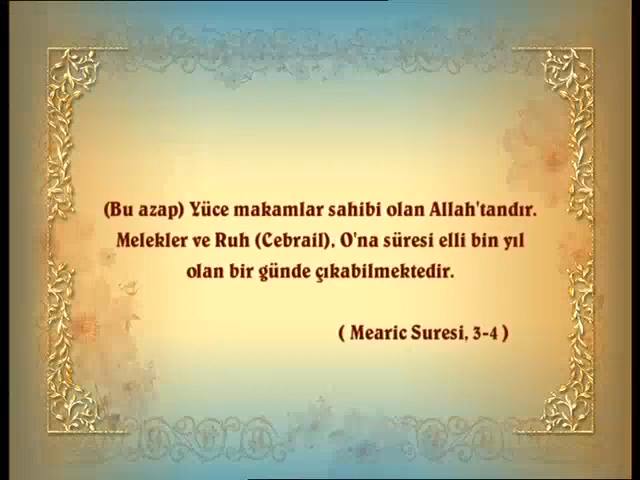 (Bu azap) Yüce makamlar sahibi olan Allah'tandır.
Melekler ve Ruh (Cebrail), O'na süresi elli bin yıl
olan bir günde çıkabilmektedir.
( Mearic Suresi, 3-4 )